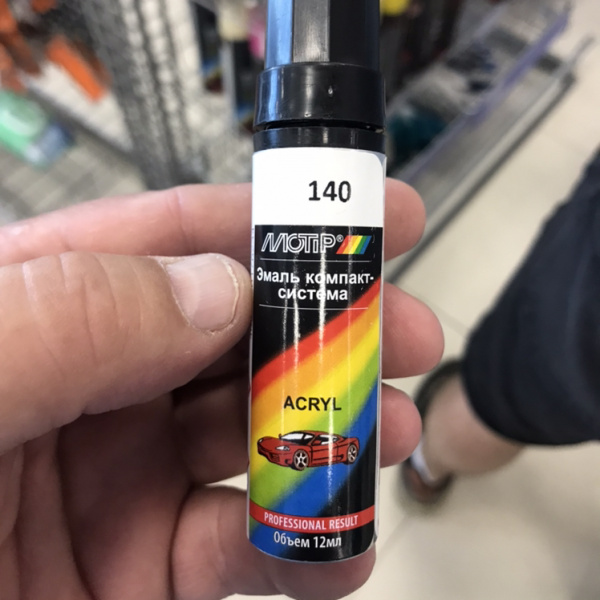 140
MOTIP®
Эмаль компакт-
система
ACRYL
PROFESSIONAL RESULT
Объем 12мл